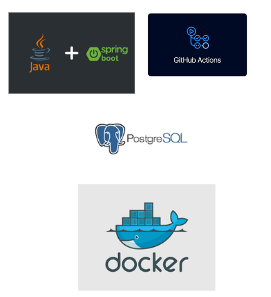 Java
+
spring
boot
GitHub Actions
PostgreSQL
docker